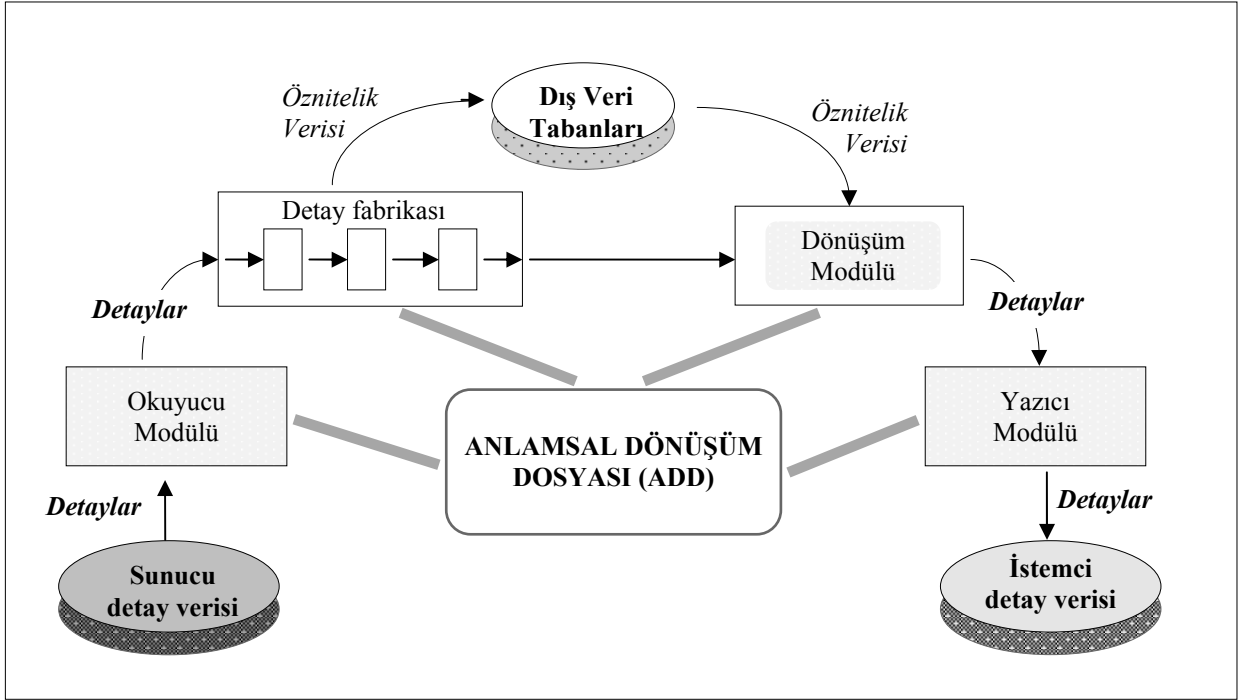 Öznitelik
Verisi
Dış Veri
Tabanları
Öznitelik
Verisi
Detay fabrikası
Dönüşüm
Modülü
Detaylar
Detaylar
Okuyucu
Modülü
ANLAMSAL DÖNÜŞÜM
DOSYASI (ADD)
Yazıcı
Modülü
Detaylar
Detaylar
Sunucu
detay verisi
İstemci
detay verisi